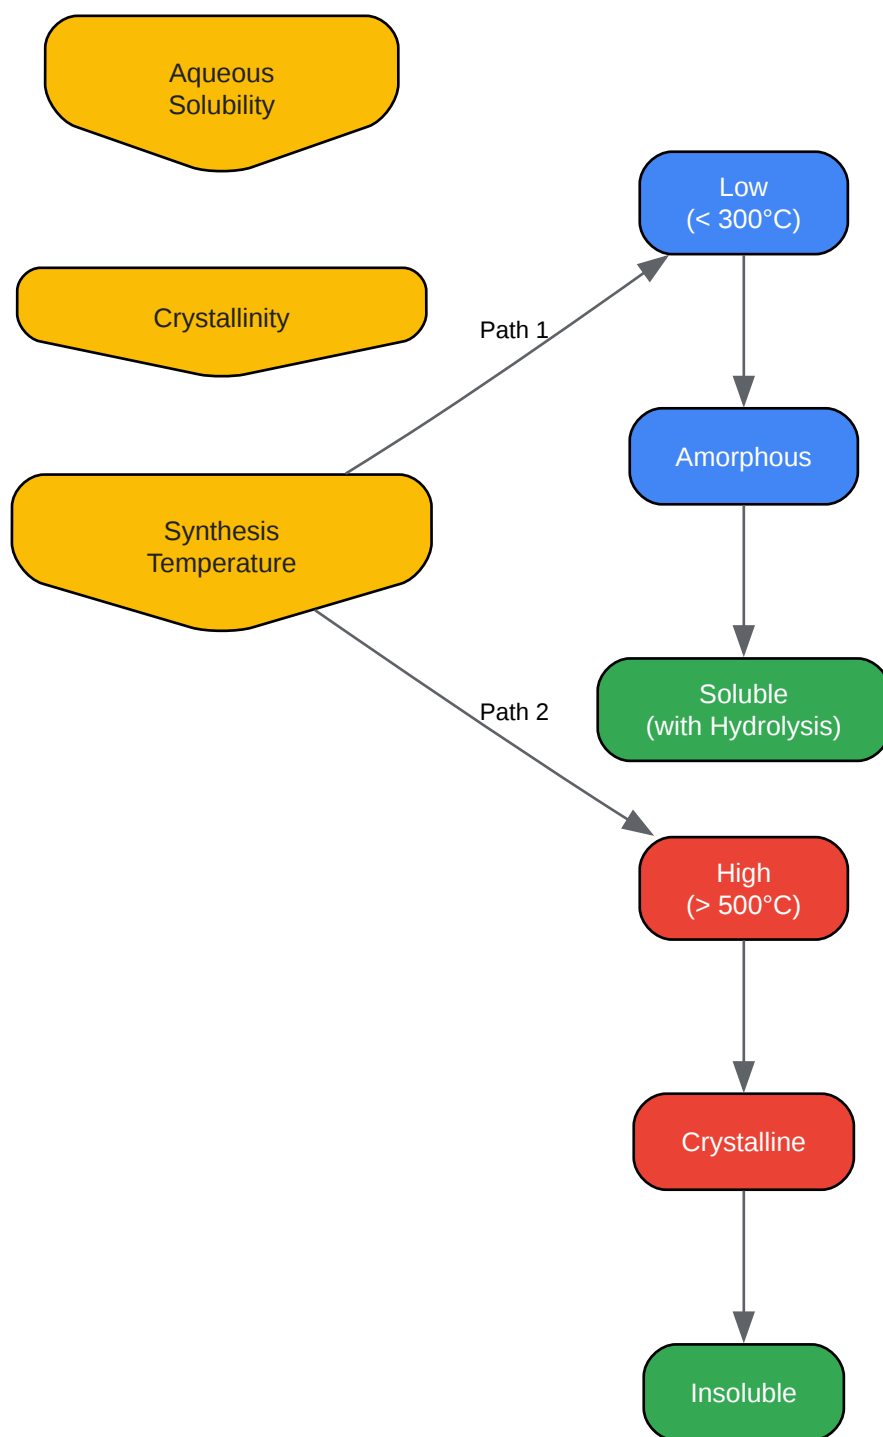 Aqueous
Solubility
Low
(< 300°C)
Crystallinity
Path 1
Amorphous
Synthesis
Temperature
Soluble
(with Hydrolysis)
Path 2
High
(> 500°C)
Crystalline
Insoluble